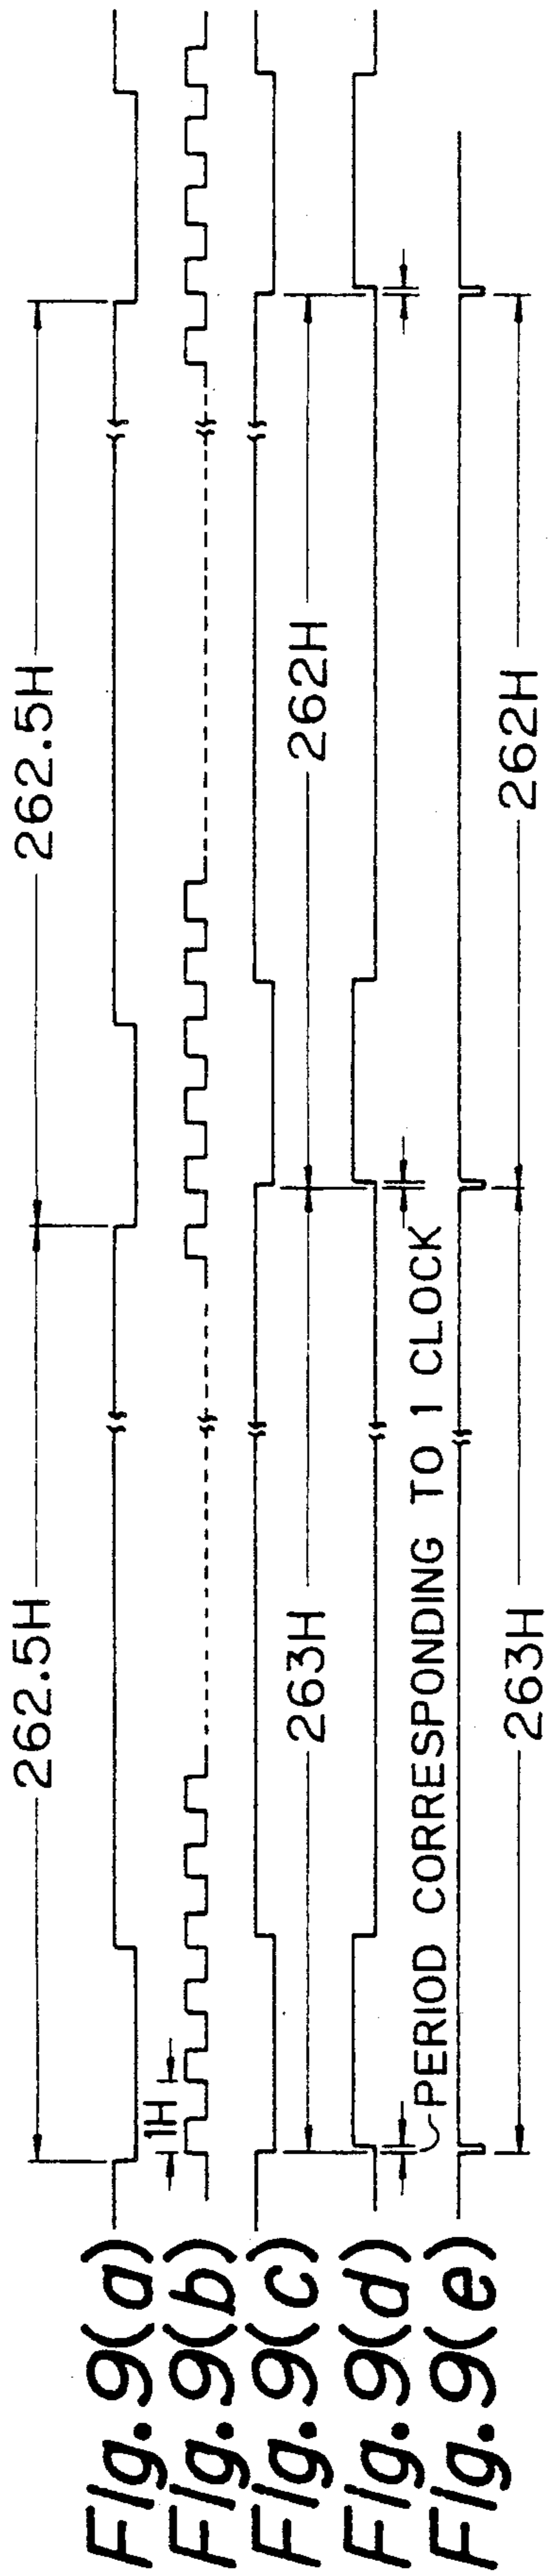 262.5H 262.5H
Fig. 9(a)
1H
Fig. 9(b)
Fig. 9(c)
263H 262H
Fig. 9(d)
PERIOD CORRESPONDING TO 1 CLOCK
Fig. 9(e)
263H 262H